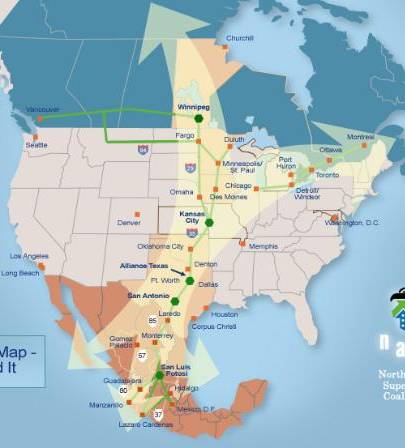 Churchill
Vancouver
Winnipeg
Seattle
Fargo
Duluth
Montreal
Ottawa
94
29
Minneapolis/
St. Paul
Port
Huron
Toronto
Chicago
Detroit/
Windsor
Omaha
Des Moines
Denver
Kansas
City
Washington, D.C.
Oklahoma City
Memphis
Los Angeles
Long Beach
Alliance Texas
Denton
Ft. Worth
Dallas
San Antonio
Houston
Laredo
Corpus Christi
85
Monterrey
Gomez
Palacio
57
Map -
d It
San Luis
Potosi
Guadalajara
80
Hidalgo
Manzanillo
Mexico D.F.
37
Lazaro Cardenas
n a
North
Supe
Coal